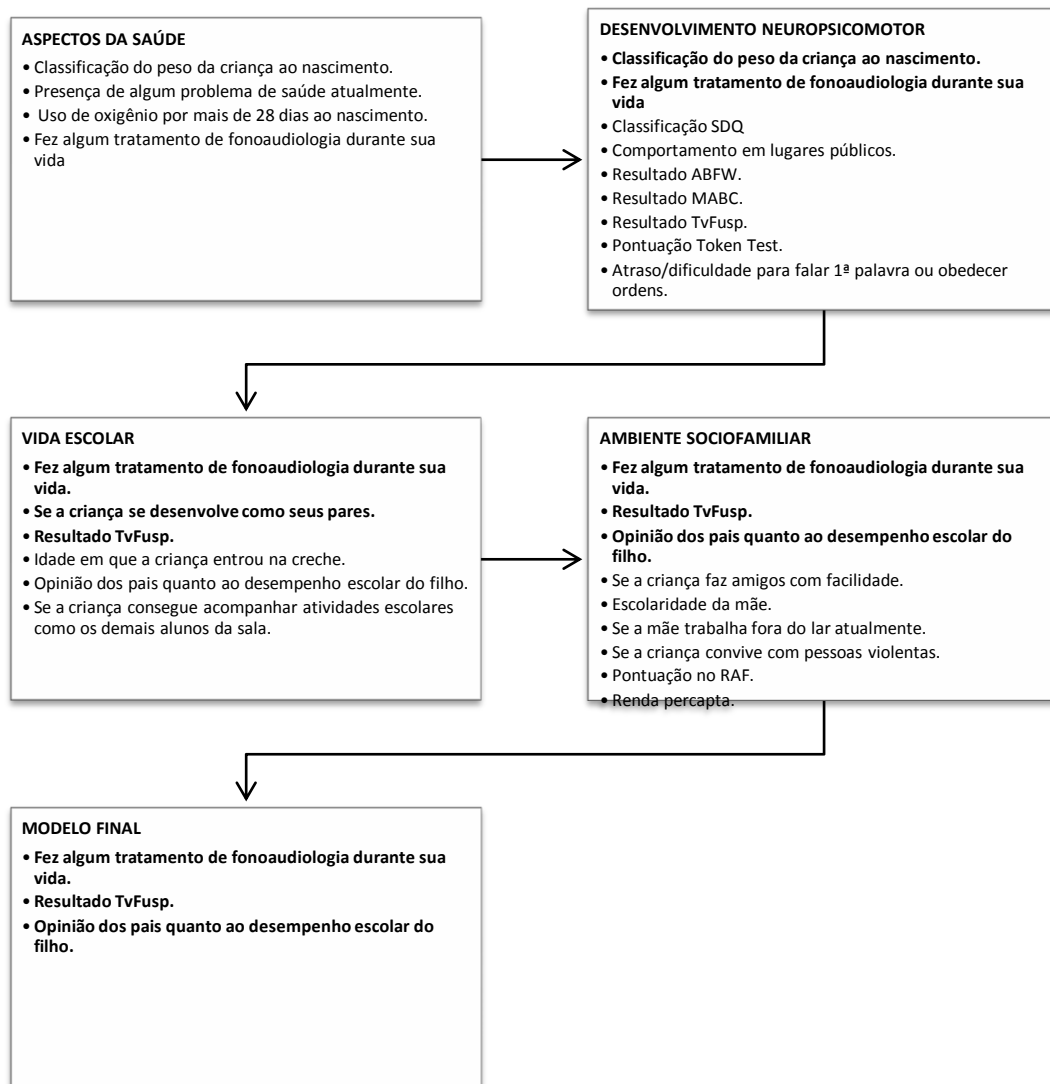 ASPECTOS DA SAÚDE
• Classificação do peso da criança ao nascimento.
• Presença de algum problema de saúde atualmente.
• Uso de oxigênio por mais de 28 dias ao nascimento.
• Fez algum tratamento de fonoaudiologia durante sua
vida
DESENVOLVIMENTO NEUROPSICOMOTOR
• Classificação do peso da criança ao nascimento.
• Fez algum tratamento de fonoaudiologia durante sua
vida
• Classificação SDQ
• Comportamento em lugares públicos.
• Resultado ABFW.
• Resultado MABC.
• Resultado TvFusp.
• Pontuação Token Test.
• Atraso/dificuldade para falar 1ª palavra ou obedecer
ordens.
VIDA ESCOLAR
• Fez algum tratamento de fonoaudiologia durante sua
vida.
• Se a criança se desenvolve como seus pares.
• Resultado TvFusp.
• Idade em que a criança entrou na creche.
• Opinião dos pais quanto ao desempenho escolar do filho.
• Se a criança consegue acompanhar atividades escolares
como os demais alunos da sala.
AMBIENTE SOCIOFAMILIAR
• Fez algum tratamento de fonoaudiologia durante sua
vida.
• Resultado TvFusp.
• Opinião dos pais quanto ao desempenho escolar do
filho.
• Se a criança faz amigos com facilidade.
• Escolaridade da mãe.
• Se a mãe trabalha fora do lar atualmente.
• Se a criança convive com pessoas violentas.
• Pontuação no RAF.
• Renda percapta.
MODELO FINAL
• Fez algum tratamento de fonoaudiologia durante sua
vida.
• Resultado TvFusp.
• Opinião dos pais quanto ao desempenho escolar do
filho.